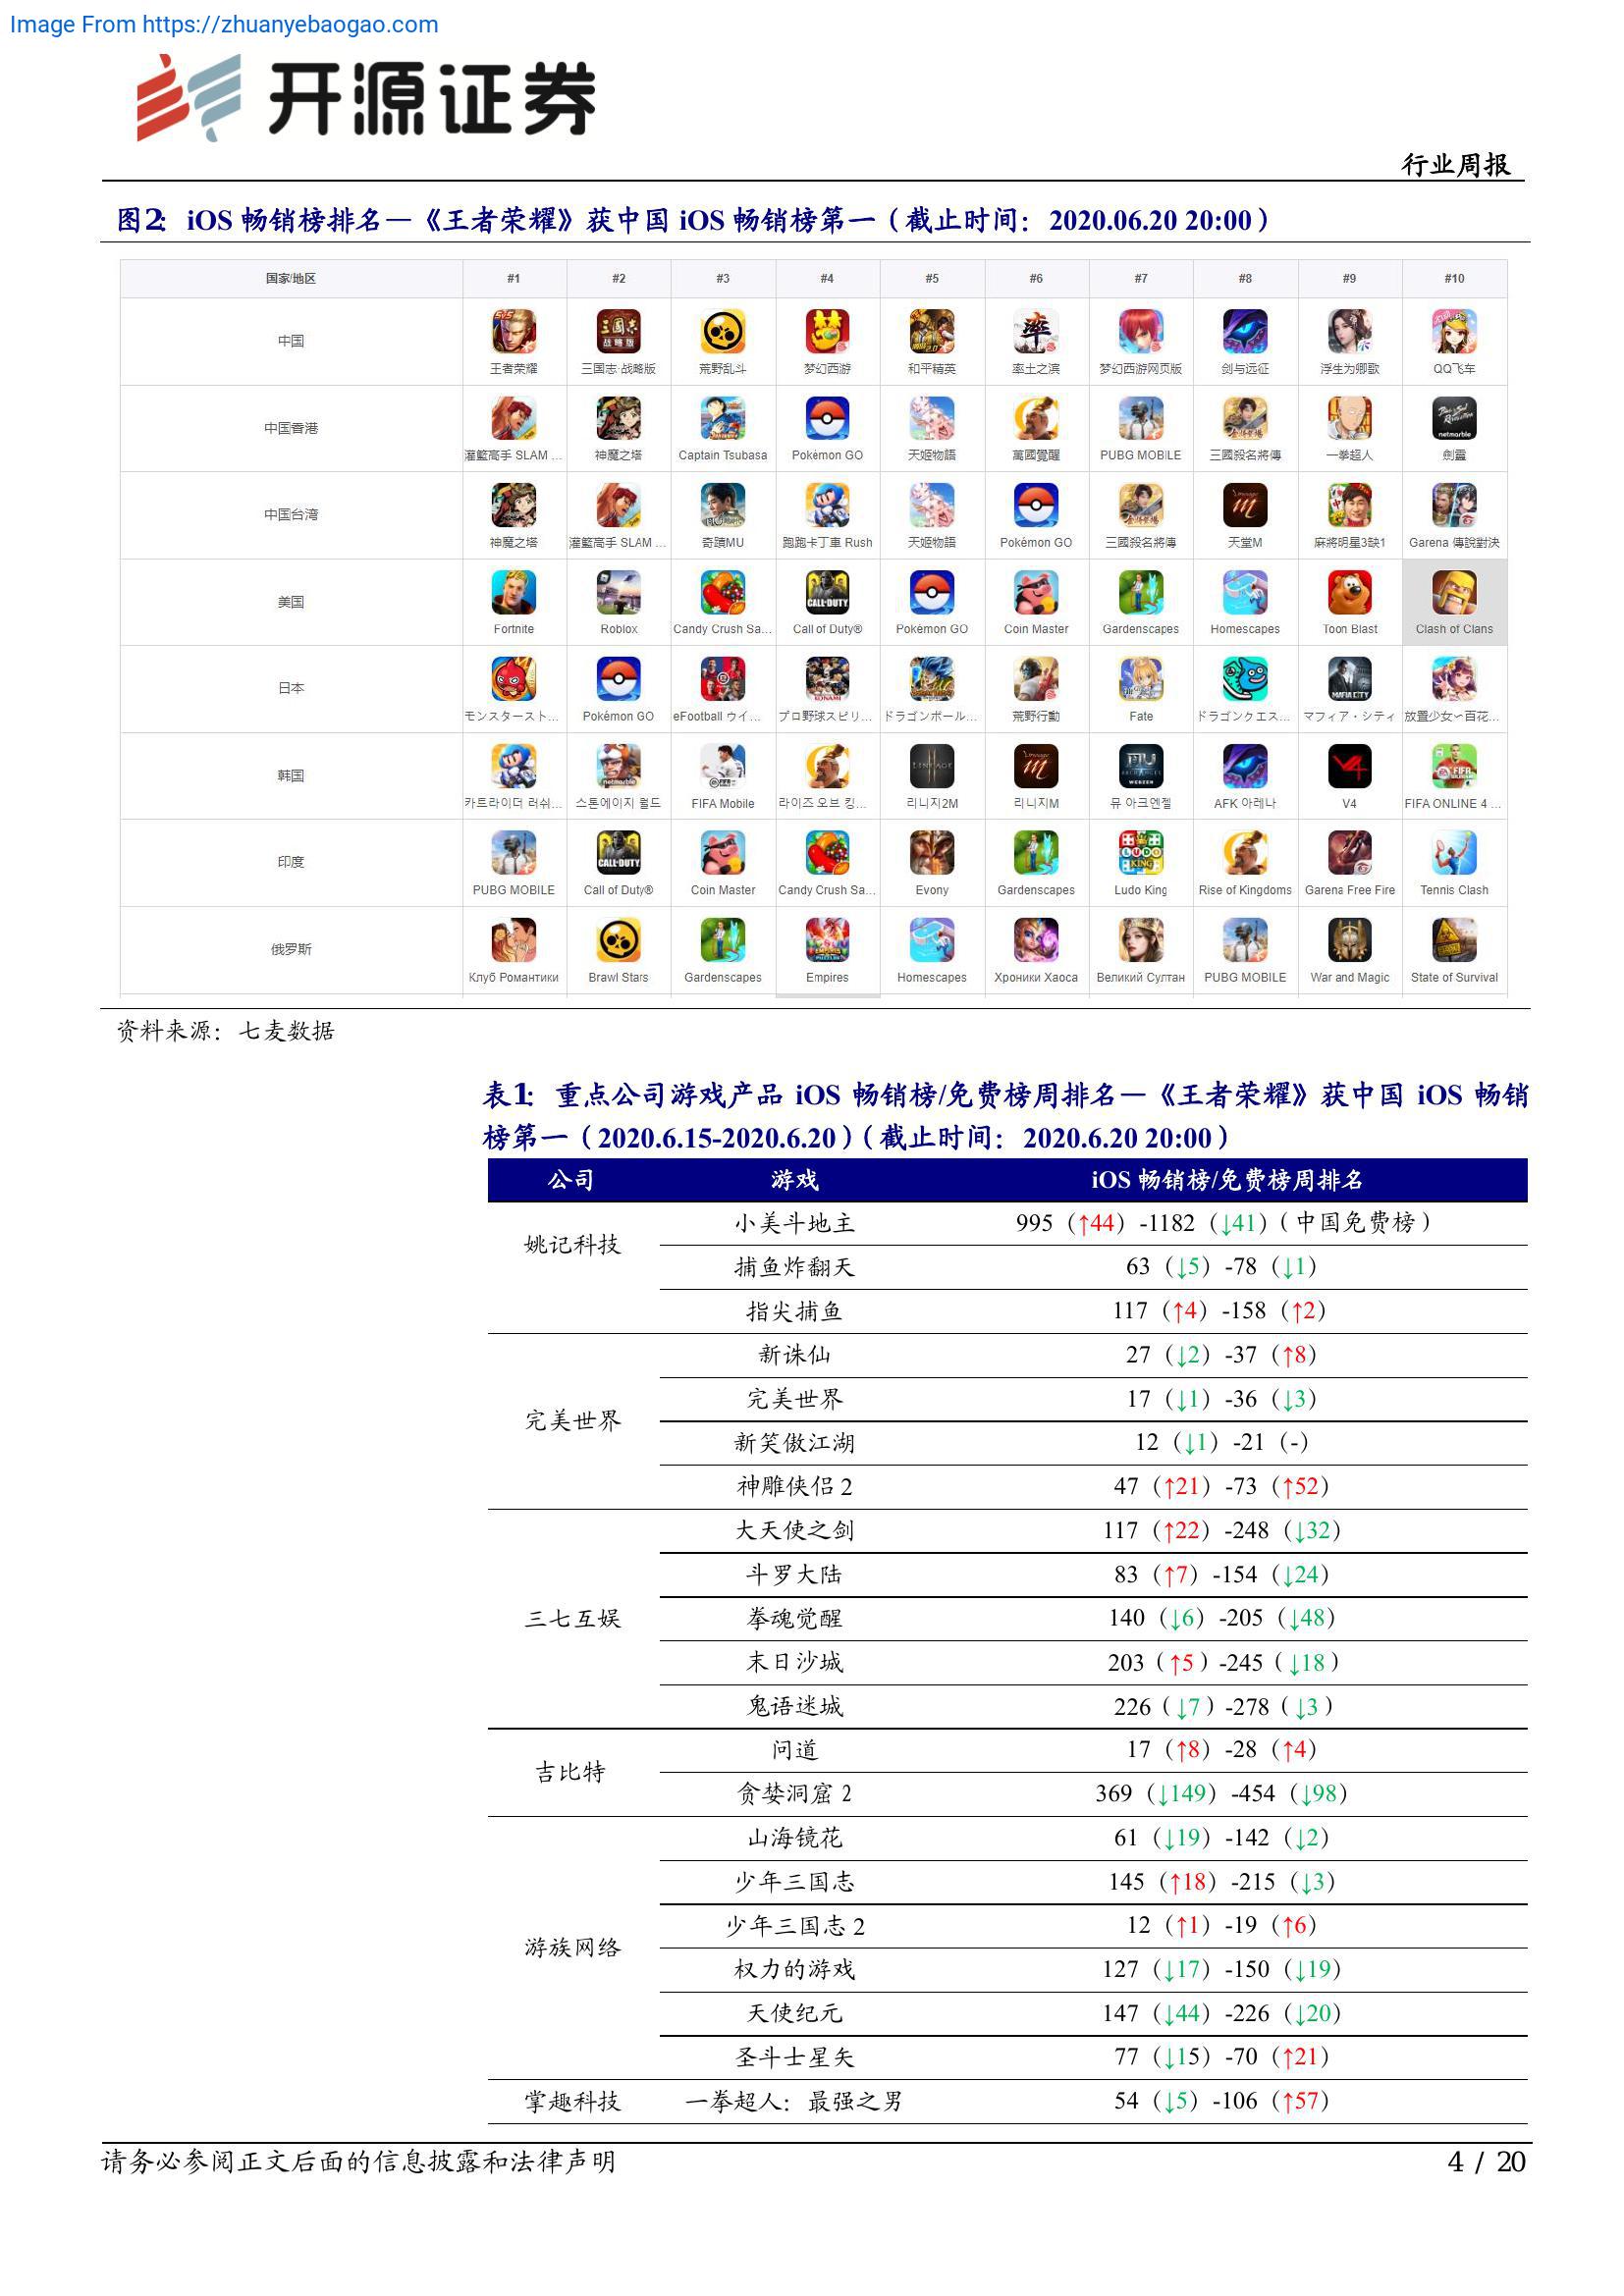 Image From https://zhuanyebaogao.com
开源证券
行业周报
图2: iOS 畅销榜排名—《王者荣耀》获中国 iOS 畅销榜第一（截止时间：2020.06.20 20:00）
国家/地区 #1 #2 #3 #4 #5 #6 #7 #8 #9 #10
中国 王者荣耀 三国志·战略版 荒野乱斗 梦幻西游 和平精英 率土之滨 梦幻西游网页版 剑与远征 浮生为卿歌 QQ飞车
中国香港 灌籃高手 SLAM ... 神魔之塔 Captain Tsubasa Pokémon GO 天姬物語 萬國覺醒 PUBG MOBILE 三國殺名將傳 一拳超人 劍靈
中国台湾 神魔之塔 灌籃高手 SLAM ... 奇蹟MU 跑跑卡丁車 Rush 天姬物語 Pokémon GO 三國殺名將傳 天堂M 麻將明星3缺1 Garena 傳說對決
美国 Fortnite Roblox Candy Crush Sa... Call of Duty® Pokémon GO Coin Master Gardenscapes Homescapes Toon Blast Clash of Clans
日本 モンスタースト... Pokémon GO eFootball ウイ... プロ野球スピリ... ドラゴンボール... 荒野行動 Fate ドラゴンクエス... マフィア・シティ 放置少女~百花...
韩国 카트라이더 러쉬... 스톤에이지 월드 FIFA Mobile 라이즈 오브 킹... 리니지2M 리니지M 뮤 아크엔젤 AFK 아레나 V4 FIFA ONLINE 4 ...
印度 PUBG MOBILE Call of Duty® Coin Master Candy Crush Sa... Evony Gardenscapes Ludo King Rise of Kingdoms Garena Free Fire Tennis Clash
俄罗斯 Клуб Романтики Brawl Stars Gardenscapes Empires Homescapes Хроники Хаоса Великий Султан PUBG MOBILE War and Magic State of Survival
资料来源：七麦数据
表1: 重点公司游戏产品 iOS 畅销榜/免费榜周排名—《王者荣耀》获中国 iOS 畅销
榜第一（2020.6.15-2020.6.20）（截止时间：2020.6.20 20:00）
公司 游戏 iOS 畅销榜/免费榜周排名
姚记科技 小美斗地主 995（↑44）-1182（↓41）（中国免费榜）
捕鱼炸翻天 63（↓5）-78（↓1）
指尖捕鱼 117（↑4）-158（↑2）
完美世界 新诛仙 27（↓2）-37（↑8）
完美世界 17（↓1）-36（↓3）
新笑傲江湖 12（↓1）-21（-）
神雕侠侣 2 47（↑21）-73（↑52）
三七互娱 大天使之剑 117（↑22）-248（↓32）
斗罗大陆 83（↑7）-154（↓24）
拳魂觉醒 140（↓6）-205（↓48）
末日沙城 203（↑5）-245（↓18）
鬼语迷城 226（↓7）-278（↓3）
吉比特 问道 17（↑8）-28（↑4）
贪婪洞窟 2 369（↓149）-454（↓98）
游族网络 山海镜花 61（↓19）-142（↓2）
少年三国志 145（↑18）-215（↓3）
少年三国志 2 12（↑1）-19（↑6）
权力的游戏 127（↓17）-150（↓19）
天使纪元 147（↓44）-226（↓20）
圣斗士星矢 77（↓15）-70（↑21）
掌趣科技 一拳超人：最强之男 54（↓5）-106（↑57）
请务必参阅正文后面的信息披露和法律声明
4 / 20